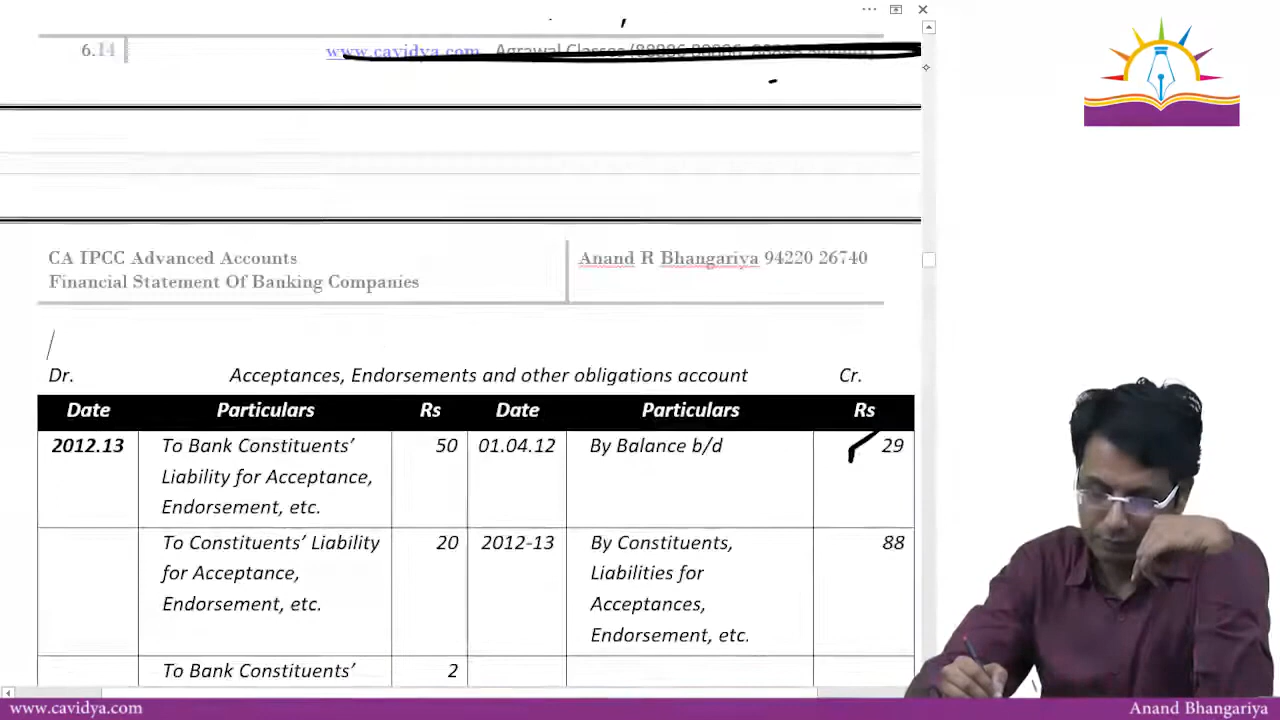 6.14
www.cavidya.com
CA IPCC Advanced Accounts
Financial Statement Of Banking Companies
Anand R Bhangariya 94220 26740
Dr. Acceptances, Endorsements and other obligations account Cr.
Date Particulars Rs Date Particulars Rs
2012.13 To Bank Constituents' 50 01.04.12 By Balance b/d 29
Liability for Acceptance,
Endorsement, etc.
To Constituents' Liability 20 2012-13 By Constituents, 88
for Acceptance, Liabilities for
Endorsement, etc. Acceptances,
Endorsement, etc.
To Bank Constituents' 2
www.cavidya.com Anand Bhangariya